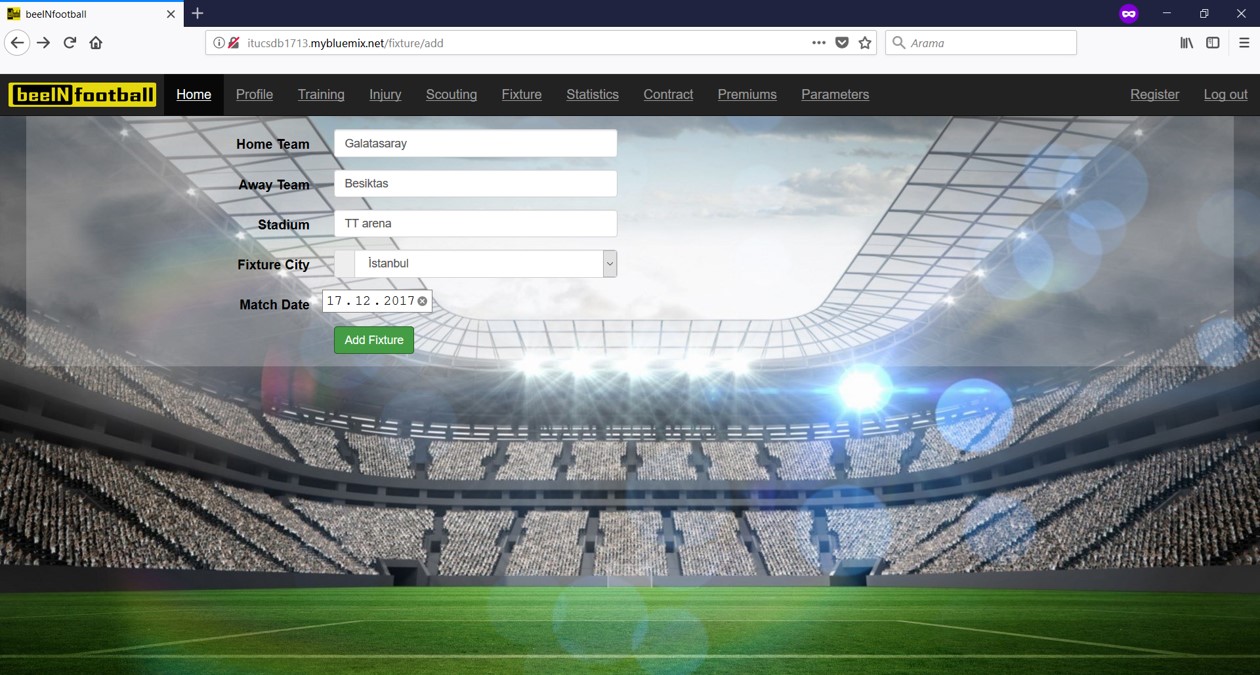 beeINfootball
itucsdb1713.mybluemix.net/fixture/add
Arama
beeINfootball Home Profile Training Injury Scouting Fixture Statistics Contract Premiums Parameters Register Log out
Home Team Galatasaray
Away Team Besiktas
Stadium TT arena
Fixture City İstanbul
Match Date 17.12.2017
Add Fixture